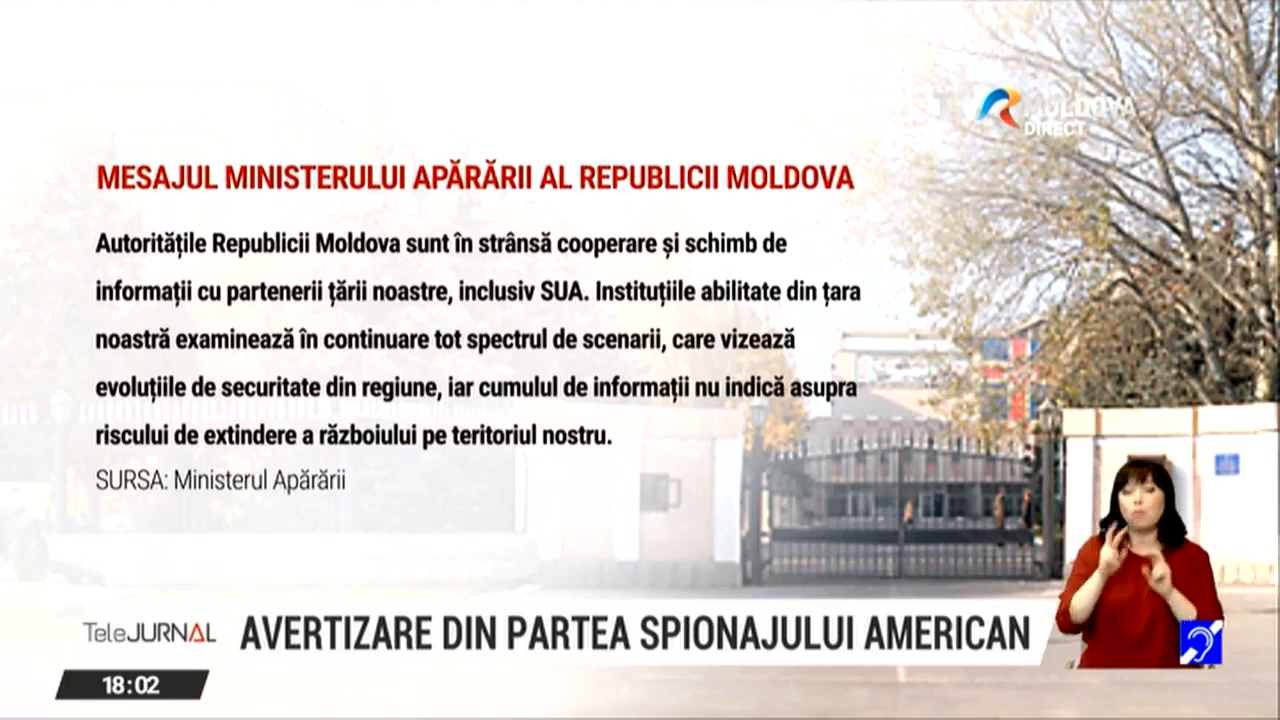 TVR MOLDOVA
DIRECT
MESAJUL MINISTERULUI APĂRĂRII AL REPUBLICII MOLDOVA
Autoritățile Republicii Moldova sunt în strânsă cooperare și schimb de
informații cu partenerii țării noastre, inclusiv SUA. Instituțiile abilitate din țara
noastră examinează în continuare tot spectrul de scenarii, care vizează
evoluțiile de securitate din regiune, iar cumulul de informații nu indică asupra
riscului de extindere a războiului pe teritoriul nostru.
SURSA: Ministerul Apărării
TeleJURNAL
AVERTIZARE DIN PARTEA SPIONAJULUI AMERICAN
18:02